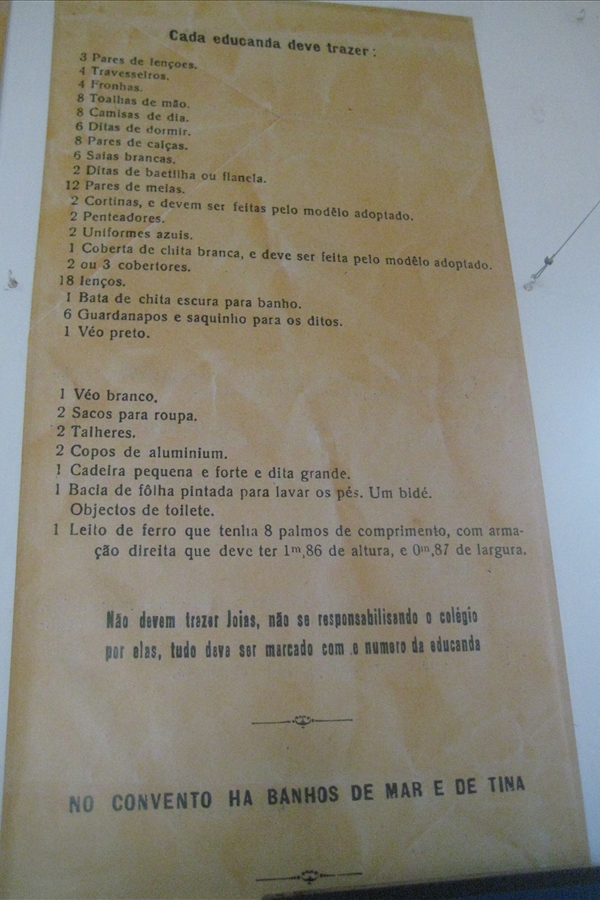 Cada educanda deve trazer:
3 Pares de lençoes.
4 Travesseiros.
4 Fronhas.
8 Toalhas de mão.
8 Camisas de dia.
6 Ditas de dormir.
8 Pares de calças.
6 Saias brancas.
2 Ditas de baetilha ou flanela.
12 Pares de meias.
2 Cortinas, e devem ser feitas pelo modêlo adoptado.
2 Penteadores.
2 Uniformes azuis.
1 Coberta de chita branca, e deve ser feita pelo modêlo adoptado.
2 ou 3 cobertores.
18 lenços.
1 Bata de chita escura para banho.
6 Guardanapos e saquinho para os ditos.
1 Véo preto.
1 Véo branco.
2 Sacos para roupa.
2 Talheres.
2 Copos de aluminium.
1 Cadeira pequena e forte e dita grande.
1 Bacia de fôlha pintada para lavar os pés. Um bidé.
Objectos de toilete.
1 Leito de ferro que tenha 8 palmos de comprimento, com arma-
ção direita que deve ter 1m,86 de altura, e 0m,87 de largura.
Não devem trazer Joias, não se responsabilisando o colégio
por elas, tudo deva ser marcado com o numero da educanda
NO CONVENTO HA BANHOS DE MAR E DE TINA